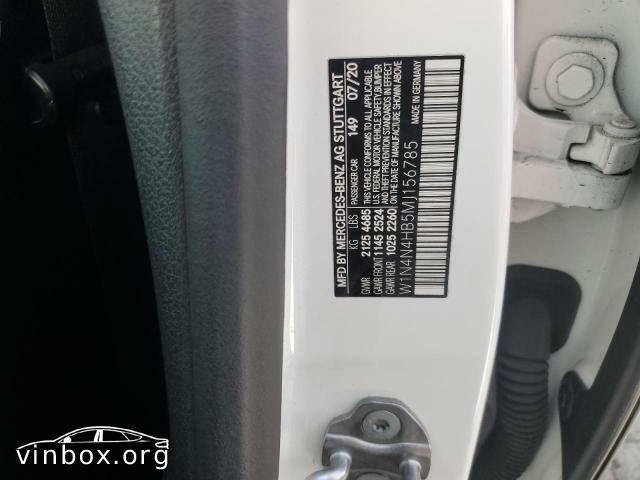 MFD BY MERCEDES-BENZ AG STUTTGART
PASSENGER CAR 149 07/20
KG LBS
GVWR 2125 4685
GAWR FRONT 1145 2524
GAWR REAR 1025 2260
THIS VEHICLE CONFORMS TO ALL APPLICABLE
U.S. FEDERAL MOTOR VEHICLE SAFETY, BUMPER
AND THEFT PREVENTION STANDARDS IN EFFECT
ON THE DATE OF MANUFACTURE SHOWN ABOVE
MADE IN GERMANY
W1N4N4HB5MJ156785
vinbox.org